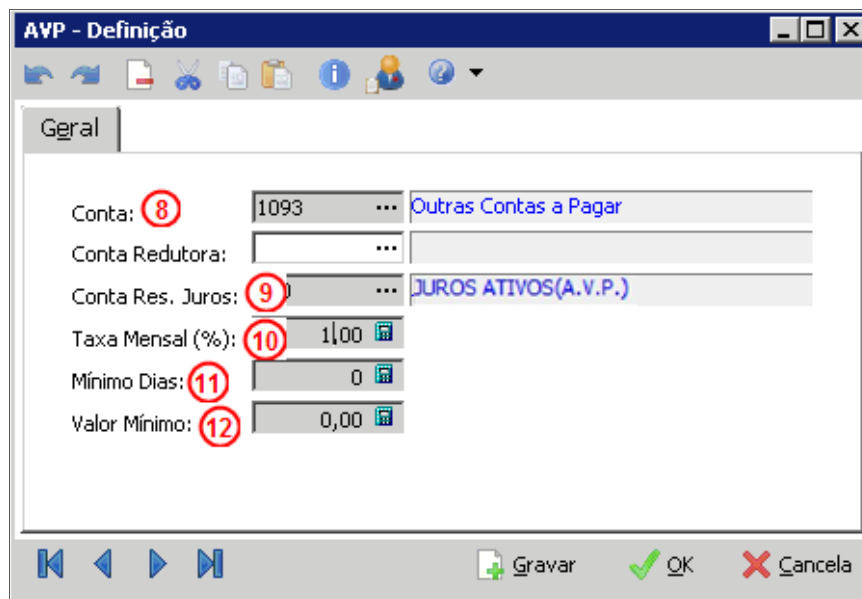 AVP - Definição
Geral
Conta: 8 1093 ... Outras Contas a Pagar
Conta Redutora: ...
Conta Res. Juros: 9 0 ... JUROS ATIVOS(A.V.P.)
Taxa Mensal (%): 10 1,00
Mínimo Dias: 11 0
Valor Mínimo: 12 0,00
Gravar OK Cancela